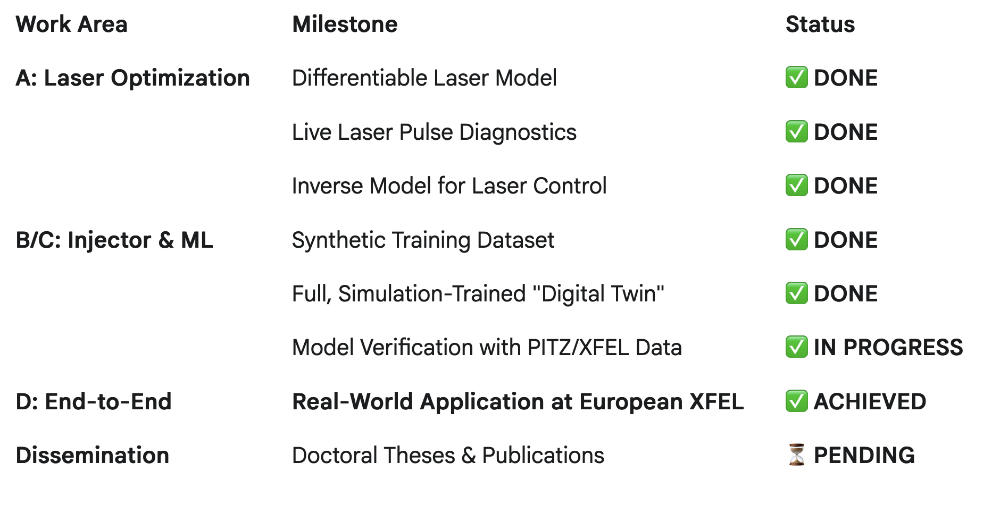 Work Area Milestone Status
A: Laser Optimization Differentiable Laser Model ✅ DONE
Live Laser Pulse Diagnostics ✅ DONE
Inverse Model for Laser Control ✅ DONE
B/C: Injector & ML Synthetic Training Dataset ✅ DONE
Full, Simulation-Trained "Digital Twin" ✅ DONE
Model Verification with PITZ/XFEL Data ✅ IN PROGRESS
D: End-to-End Real-World Application at European XFEL ✅ ACHIEVED
Dissemination Doctoral Theses & Publications ⏳ PENDING